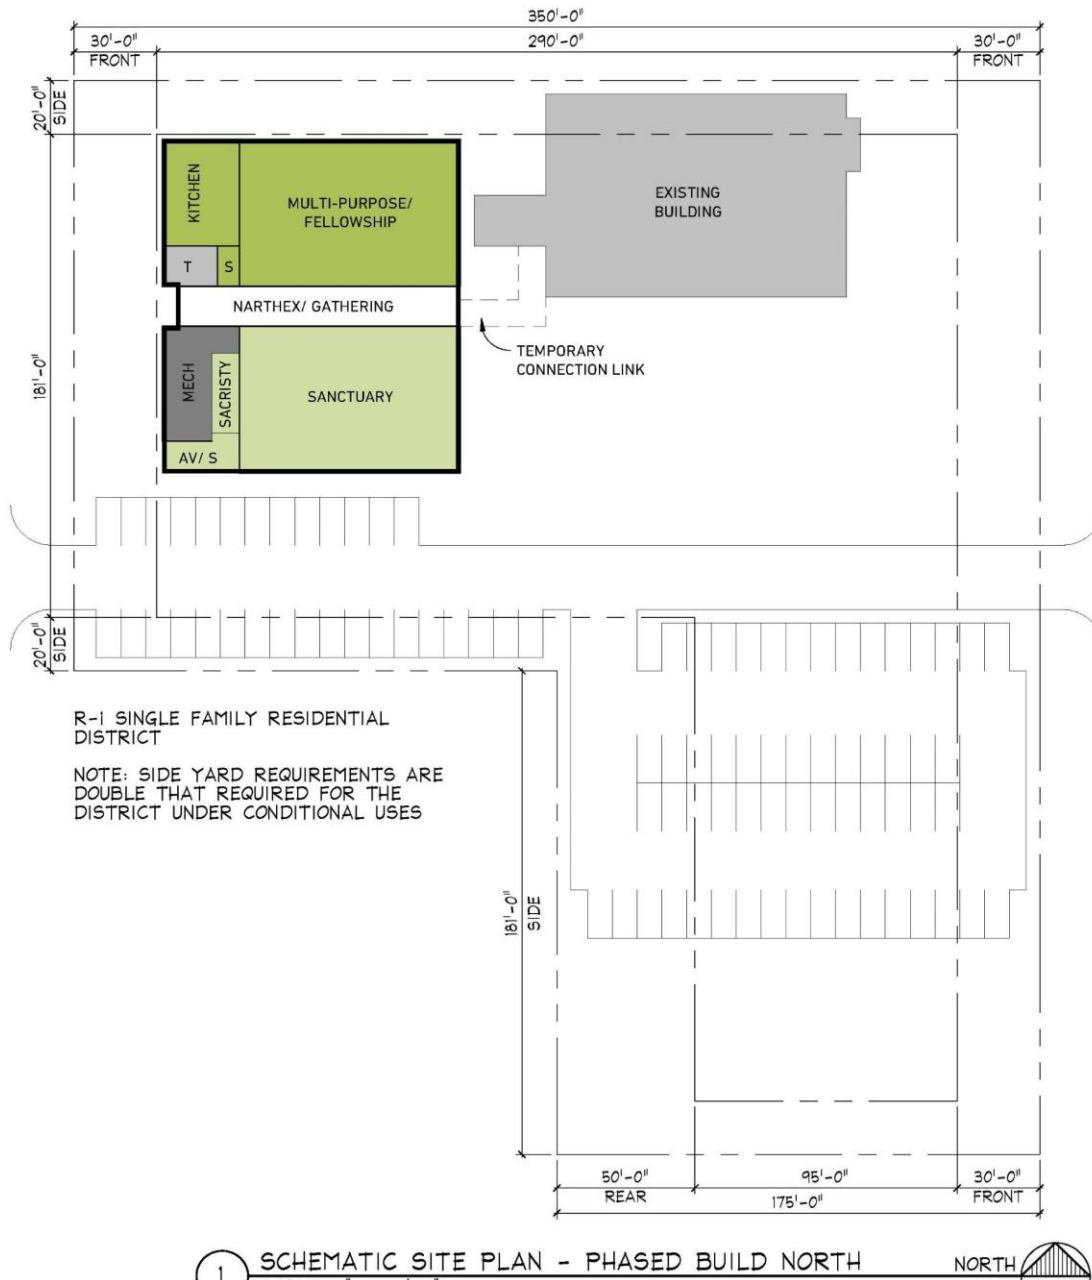 350'-0"
30'-0"
290'-0"
30'-0"
FRONT
FRONT
20'-0"
SIDE
KITCHEN
MULTI-PURPOSE/
FELLOWSHIP
EXISTING
BUILDING
T
S
NARTHEX/ GATHERING
181'-0"
TEMPORARY
CONNECTION LINK
MECH
SACRISTY
SANCTUARY
AV/ S
20'-0"
SIDE
R-1 SINGLE FAMILY RESIDENTIAL
DISTRICT
NOTE: SIDE YARD REQUIREMENTS ARE
DOUBLE THAT REQUIRED FOR THE
DISTRICT UNDER CONDITIONAL USES
181'-0"
SIDE
50'-0"
95'-0"
30'-0"
REAR
FRONT
175'-0"
1
SCHEMATIC SITE PLAN - PHASED BUILD NORTH
NORTH